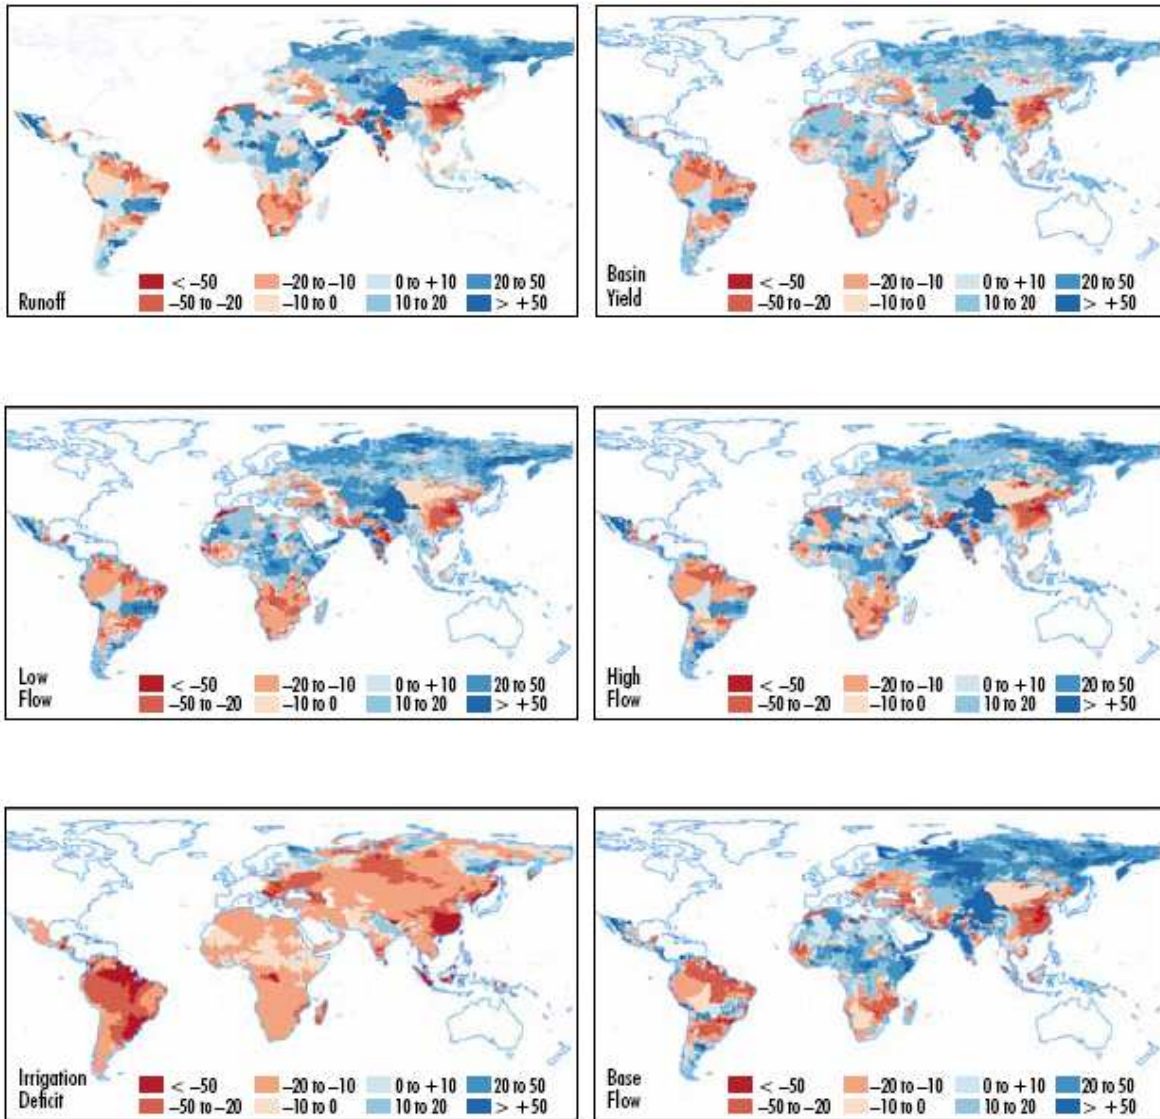 < –50 –20 to –10 0 to +10 20 to 50
Runoff –50 to –20 –10 to 0 10 to 20 > +50
Basin < –50 –20 to –10 0 to +10 20 to 50
Yield –50 to –20 –10 to 0 10 to 20 > +50
Low < –50 –20 to –10 0 to +10 20 to 50
Flow –50 to –20 –10 to 0 10 to 20 > +50
High < –50 –20 to –10 0 to +10 20 to 50
Flow –50 to –20 –10 to 0 10 to 20 > +50
Irrigation < –50 –20 to –10 0 to +10 20 to 50
Deficit –50 to –20 –10 to 0 10 to 20 > +50
Base < –50 –20 to –10 0 to +10 20 to 50
Flow –50 to –20 –10 to 0 10 to 20 > +50